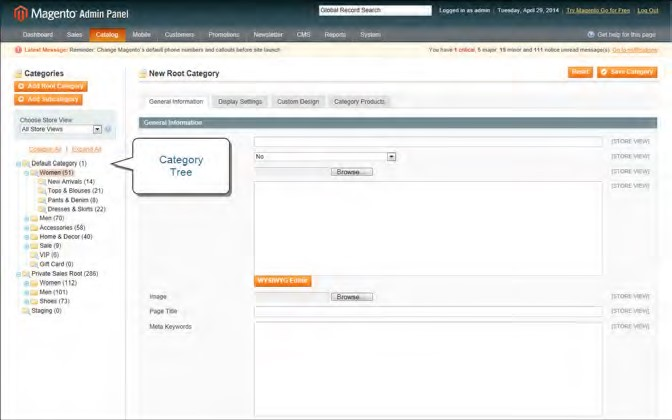 Magento Admin Panel
Global Record Search
Logged in as admin | Tuesday, April 29, 2014 | Try Magento Go for Free | Log Out
Dashboard Sales Catalog Mobile Customers Promotions Newsletter CMS Reports System
Get help for this page
Latest Message: Reminder: Change Magento's default phone numbers and callouts before site launch
You have 1 critical, 5 major, 19 minor and 111 notice unread message(s). Go to notifications
Categories
Add Root Category
Add Subcategory
Choose Store View:
All Store Views
Collapse All | Expand All
Default Category (1)
Women (51)
New Arrivals (14)
Tops & Blouses (21)
Pants & Denim (8)
Dresses & Skirts (22)
Men (70)
Accessories (58)
Home & Decor (40)
Sale (9)
VIP (0)
Gift Card (0)
Private Sales Root (286)
Women (112)
Men (101)
Shoes (73)
Staging (0)
Category
Tree
New Root Category
Reset
Save Category
General Information
Display Settings
Custom Design
Category Products
General Information
[STORE VIEW]
No
[STORE VIEW]
Browse...
[STORE VIEW]
[STORE VIEW]
WYSIWYG Editor
Image
Browse...
[STORE VIEW]
Page Title
[STORE VIEW]
Meta Keywords
[STORE VIEW]